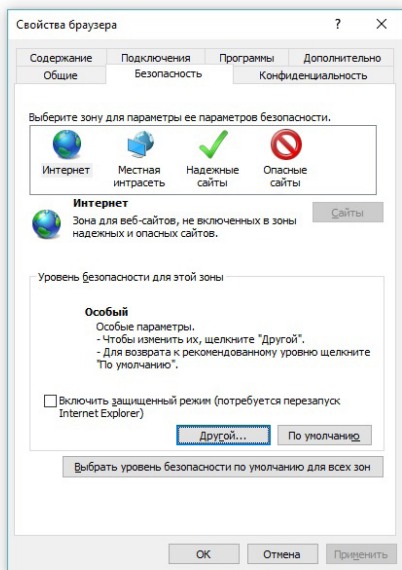 Свойства браузера
Содержание Подключения Программы Дополнительно
Общие Безопасность Конфиденциальность
Выберите зону для параметры ее параметров безопасности.
Интернет Местная интрасеть Надежные сайты Опасные сайты
Интернет
Зона для веб-сайтов, не включенных в зоны
надежных и опасных сайтов.
Сайты
Уровень безопасности для этой зоны
Особый
Особые параметры.
- Чтобы изменить их, щелкните "Другой".
- Для возврата к рекомендованному уровню щелкните
"По умолчанию".
Включить защищенный режим (потребуется перезапуск
Internet Explorer)
Другой... По умолчанию
Выбрать уровень безопасности по умолчанию для всех зон
ОК Отмена Применить